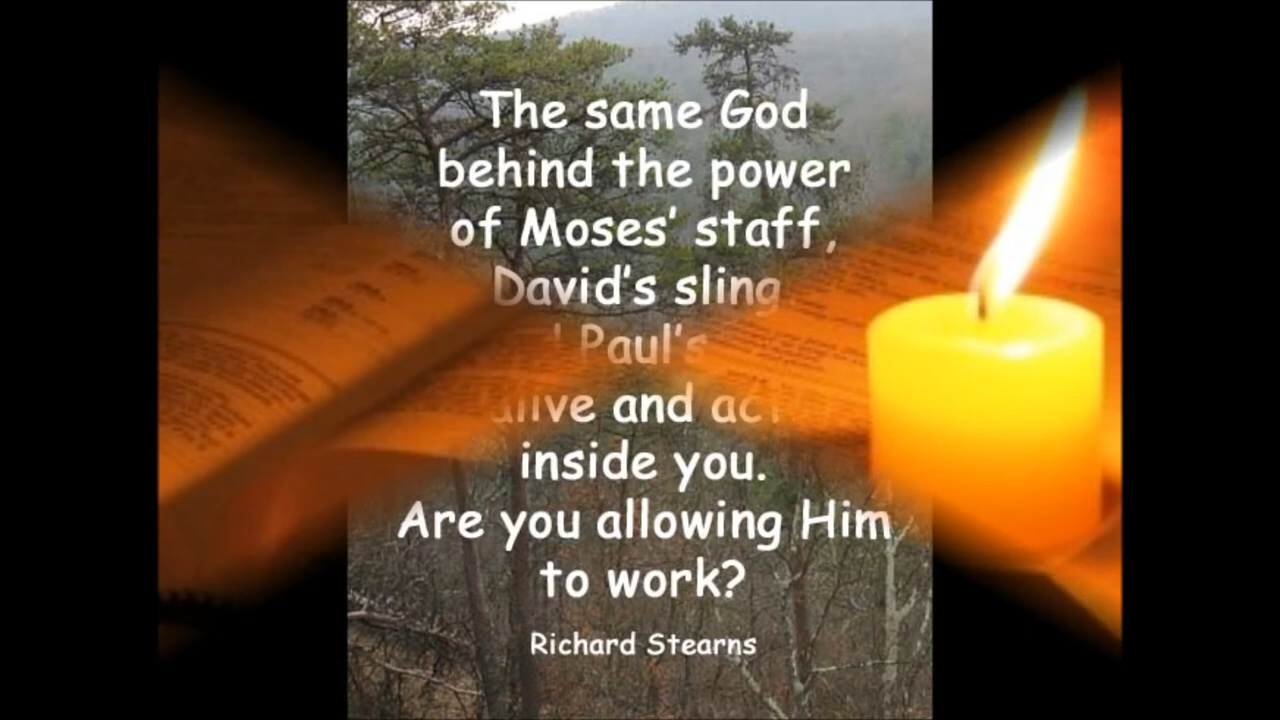 The same God
behind the power
of Moses’ staff,
David’s sling
Paul’s
alive and
inside you.
Are you allowing Him
to work?
Richard Stearns